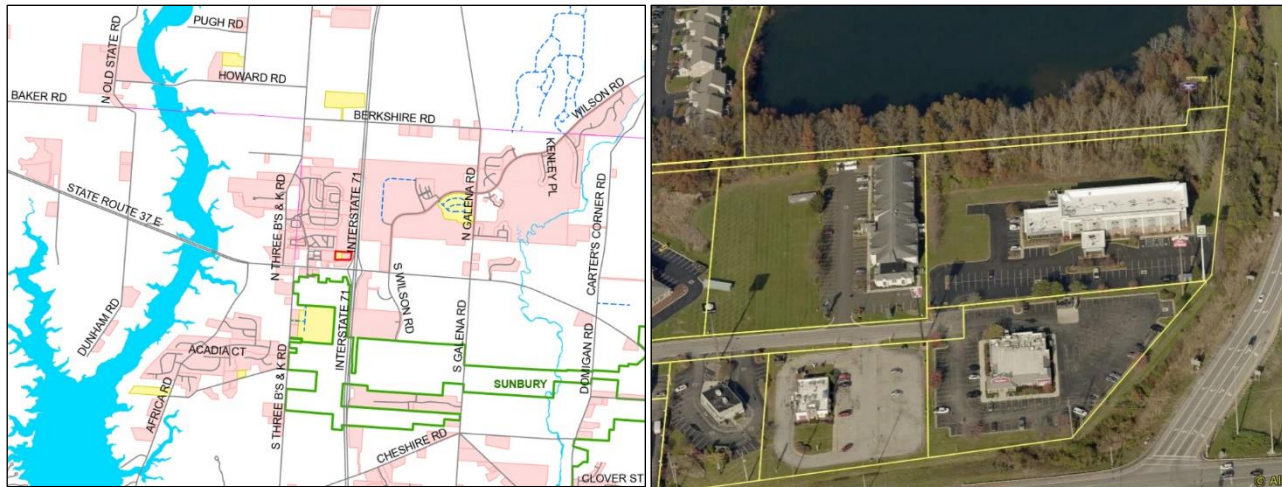 PUGH RD
N OLD STATE RD
HOWARD RD
BAKER RD
BERKSHIRE RD
WILSON RD
KENLEY PL
N GALENA RD
CARTER'S CORNER RD
N THREE B'S & K RD
INTERSTATE 71
STATE ROUTE 37 E
S WILSON RD
DUNHAM RD
INTERSTATE 71
S GALENA RD
DOMIGAN RD
ACADIA CT
SUNBURY
AFRICA RD
S THREE B'S & K RD
CHESHIRE RD
CLOVER ST